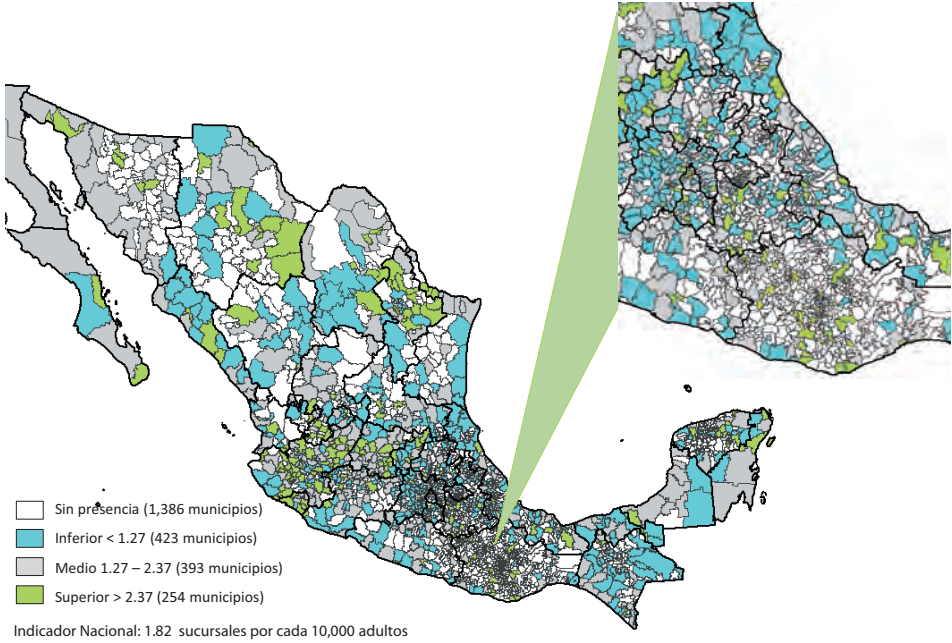 Sin presencia (1,386 municipios)
Inferior < 1.27 (423 municipios)
Medio 1.27 – 2.37 (393 municipios)
Superior > 2.37 (254 municipios)
Indicador Nacional: 1.82 sucursales por cada 10,000 adultos